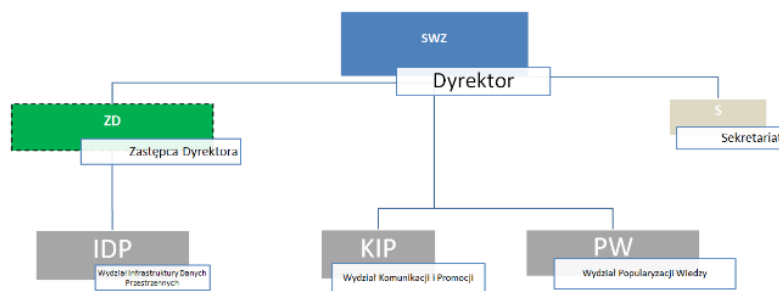 SWZ
Dyrektor
ZD
Zastępca Dyrektora
S
Sekretariat
IDP
Wydział Infrastruktury Danych
Przestrzennych
KIP
Wydział Komunikacji i Promocji
PW
Wydział Popularyzacji Wiedzy